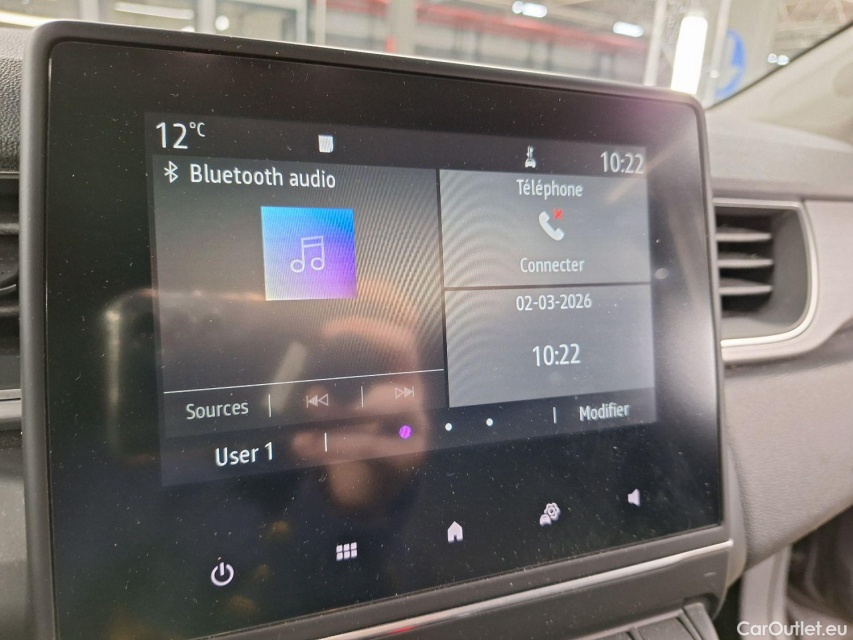 12°C
10:22
Bluetooth audio
Téléphone
Connecter
02-03-2026
10:22
Sources
Modifier
User 1
CarOutlet.eu